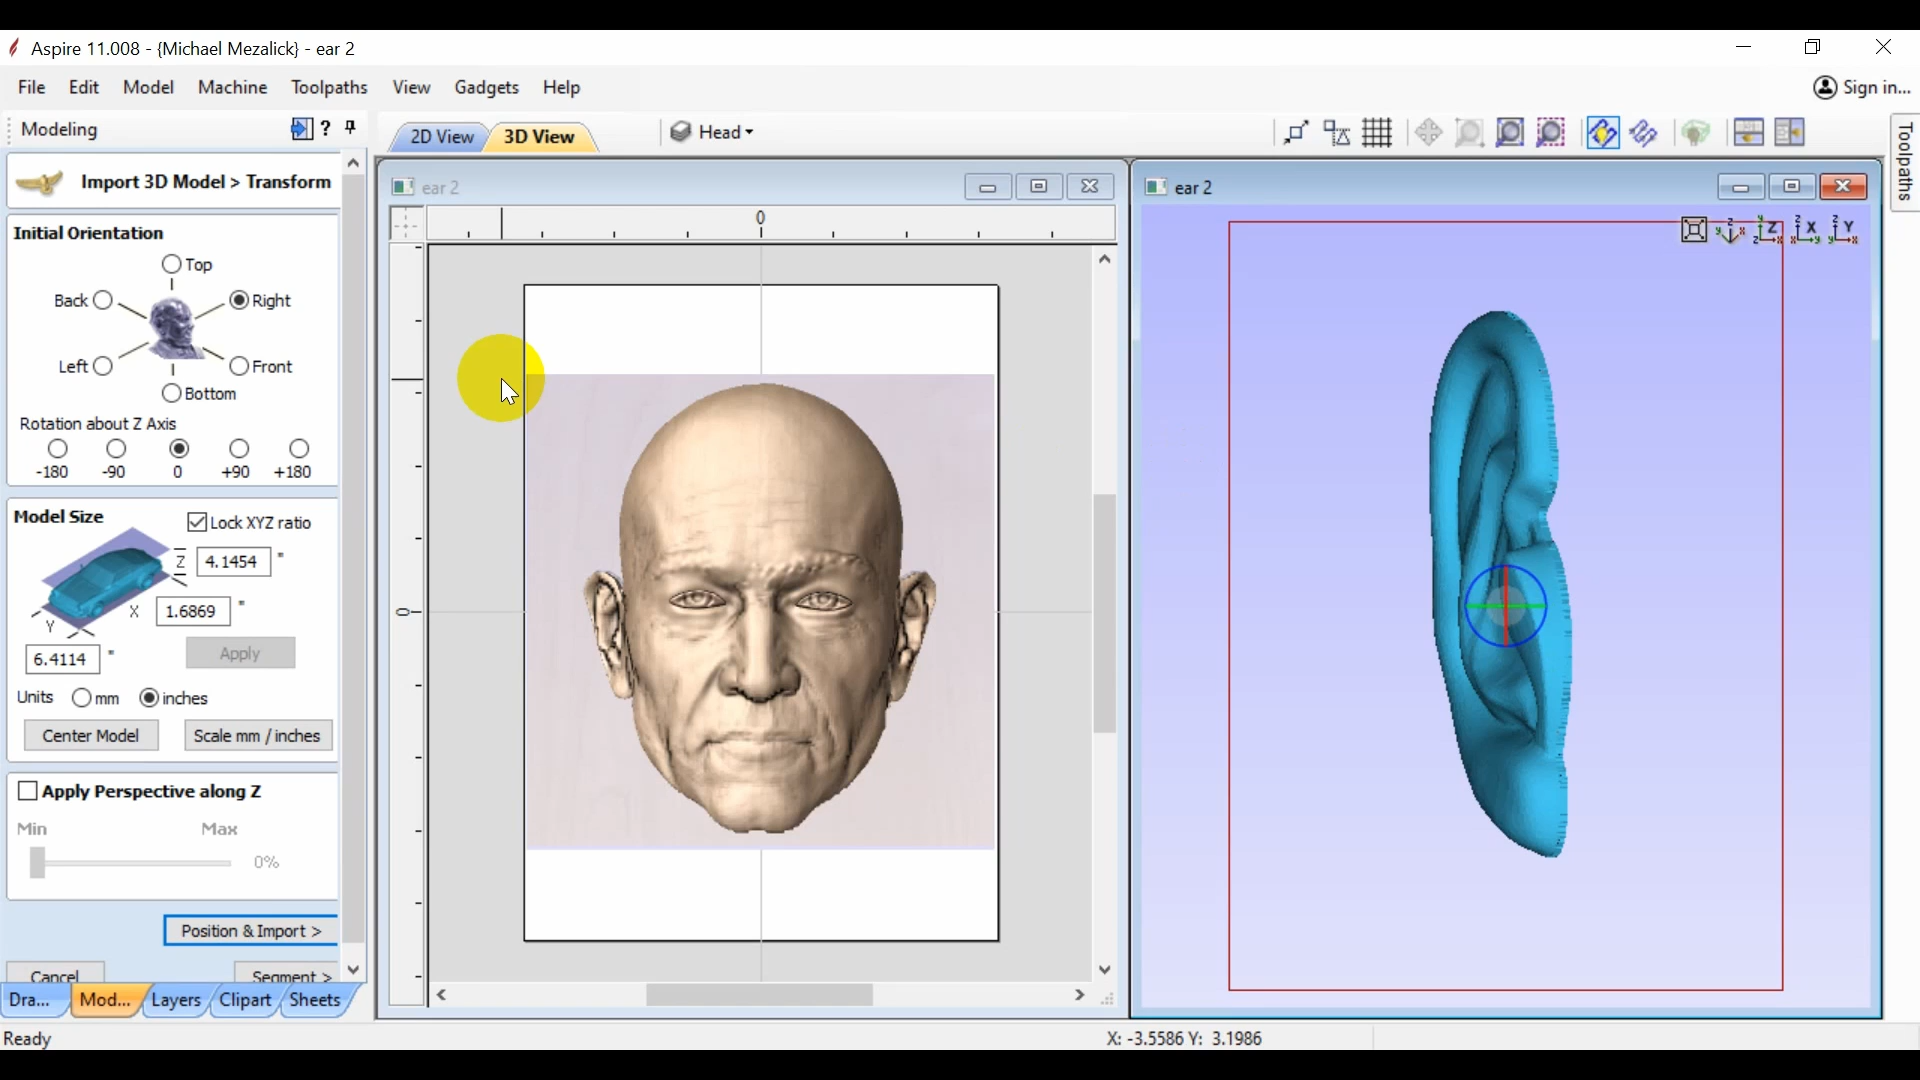 Aspire 11.008 - {Michael Mezalick} - ear 2
File Edit Model Machine Toolpaths View Gadgets Help
Sign in...
Modeling ?
2D View 3D View Head
Toolpaths
Import 3D Model > Transform
ear 2
ear 2
0
Initial Orientation
Top
Back Right
Left Front
Bottom
Rotation about Z Axis
-180 -90 0 +90 +180
Model Size Lock XYZ ratio
Z 4.1454 "
X 1.6869 "
Y
6.4114 " Apply
Units mm inches
Center Model Scale mm / inches
Apply Perspective along Z
Min Max
0%
Position & Import >
Cancel Segment >
Dra... Mod... Layers Clipart Sheets
0
Z X Y
Ready
X: -3.5586 Y: 3.1986